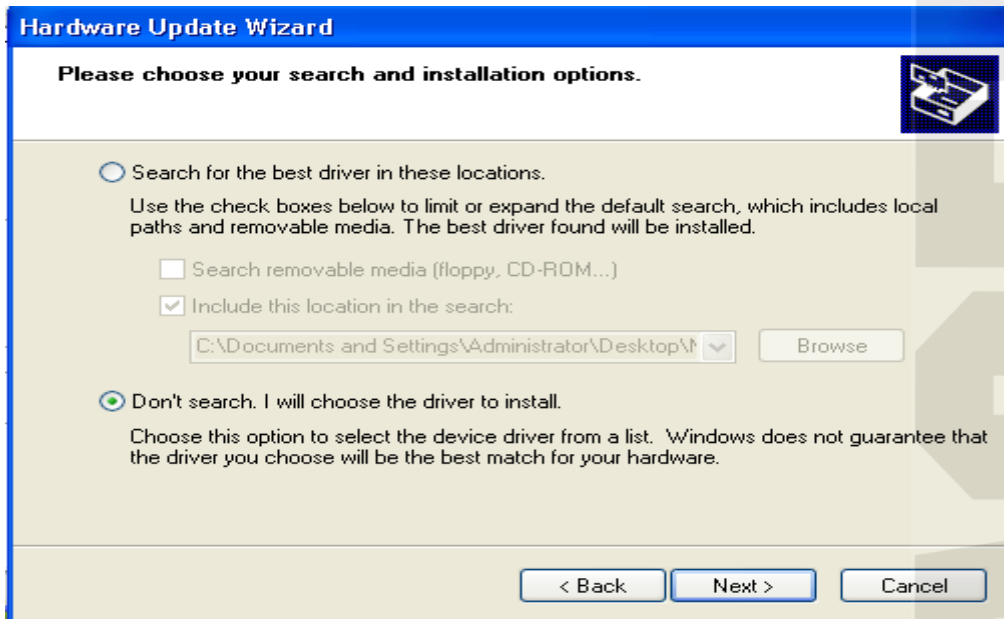 Hardware Update Wizard
Please choose your search and installation options.
Search for the best driver in these locations.
Use the check boxes below to limit or expand the default search, which includes local
paths and removable media. The best driver found will be installed.
Search removable media (floppy, CD-ROM...)
Include this location in the search:
C:\Documents and Settings\Administrator\Desktop\
Browse
Don't search. I will choose the driver to install.
Choose this option to select the device driver from a list. Windows does not guarantee that
the driver you choose will be the best match for your hardware.
< Back
Next >
Cancel